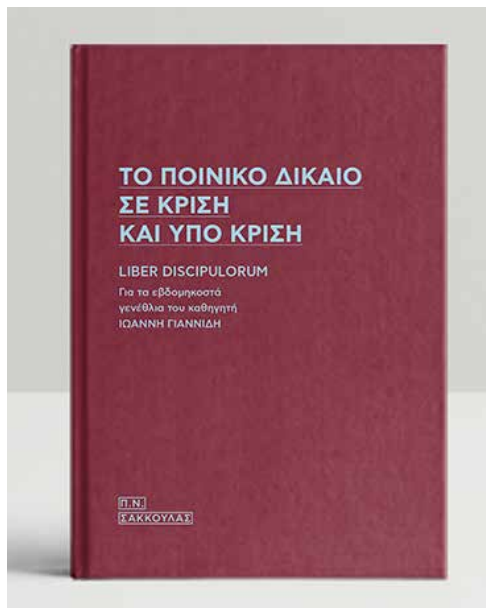 ΤΟ ΠΟΙΝΙΚΟ ΔΙΚΑΙΟ
ΣΕ ΚΡΙΣΗ
ΚΑΙ ΥΠΟ ΚΡΙΣΗ
LIBER DISCIPULORUM
Για τα εβδομηκοστά
γενέθλια του καθηγητή
ΙΩΑΝΝΗ ΓΙΑΝΝΙΔΗ
Π.Ν.
ΣΑΚΚΟΥΛΑΣ